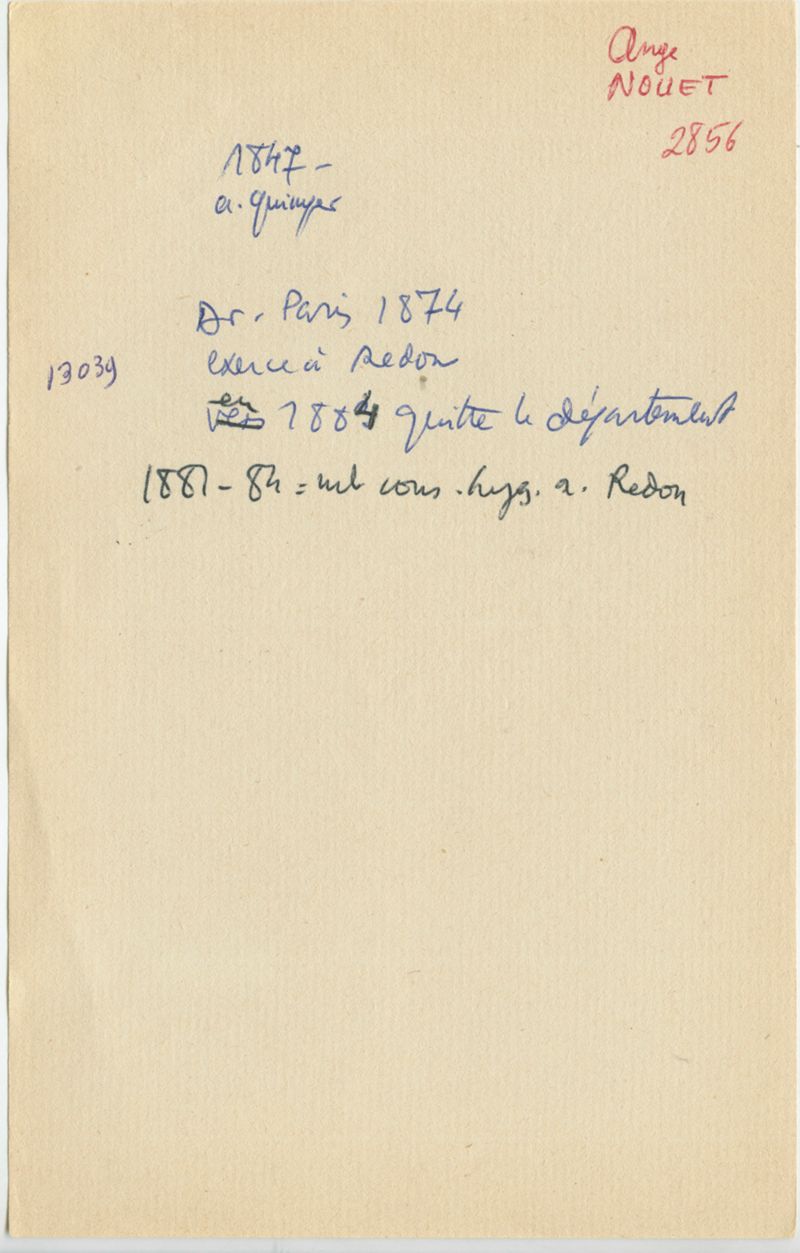 Ange
NOUET
2856
1847 -
a. Quimper
Dr. Paris 1874
13039
exerce à Redon
en
vers 1884 quitte le département
1881 - 84 = mb cons. hyg. a. Redon